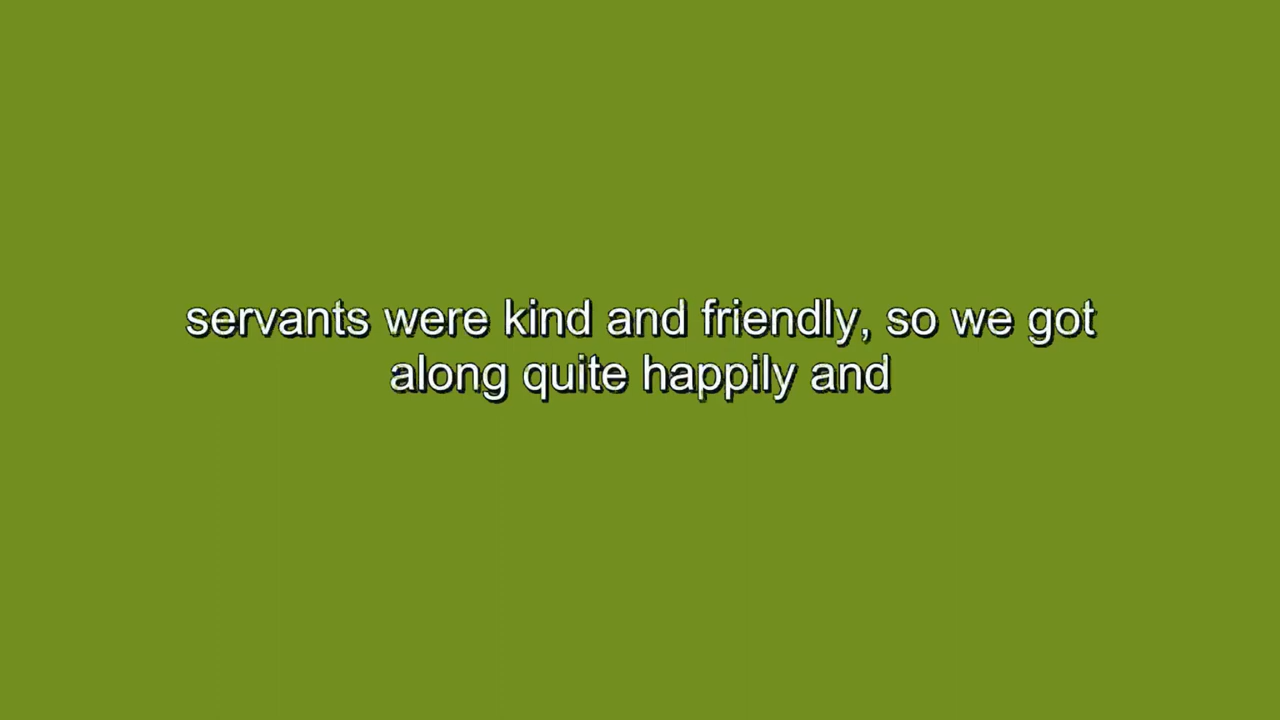 servants were kind and friendly, so we got
along quite happily and